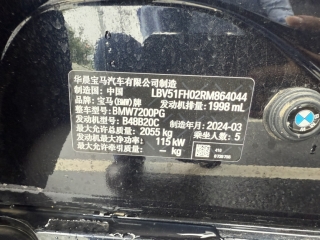 华晨宝马汽车有限公司制造
制造国：中国 LBV51FH02RM864044
品牌：宝马(BMW)牌 发动机排量：1998 mL
整车型号：BMW7200PG
发动机型号：B48B20C 制造年月：2024-03
最大允许总质量：2055 kg 乘坐人数：5
发动机最大净功率：115 kW
最大允许牵引质量：— kg